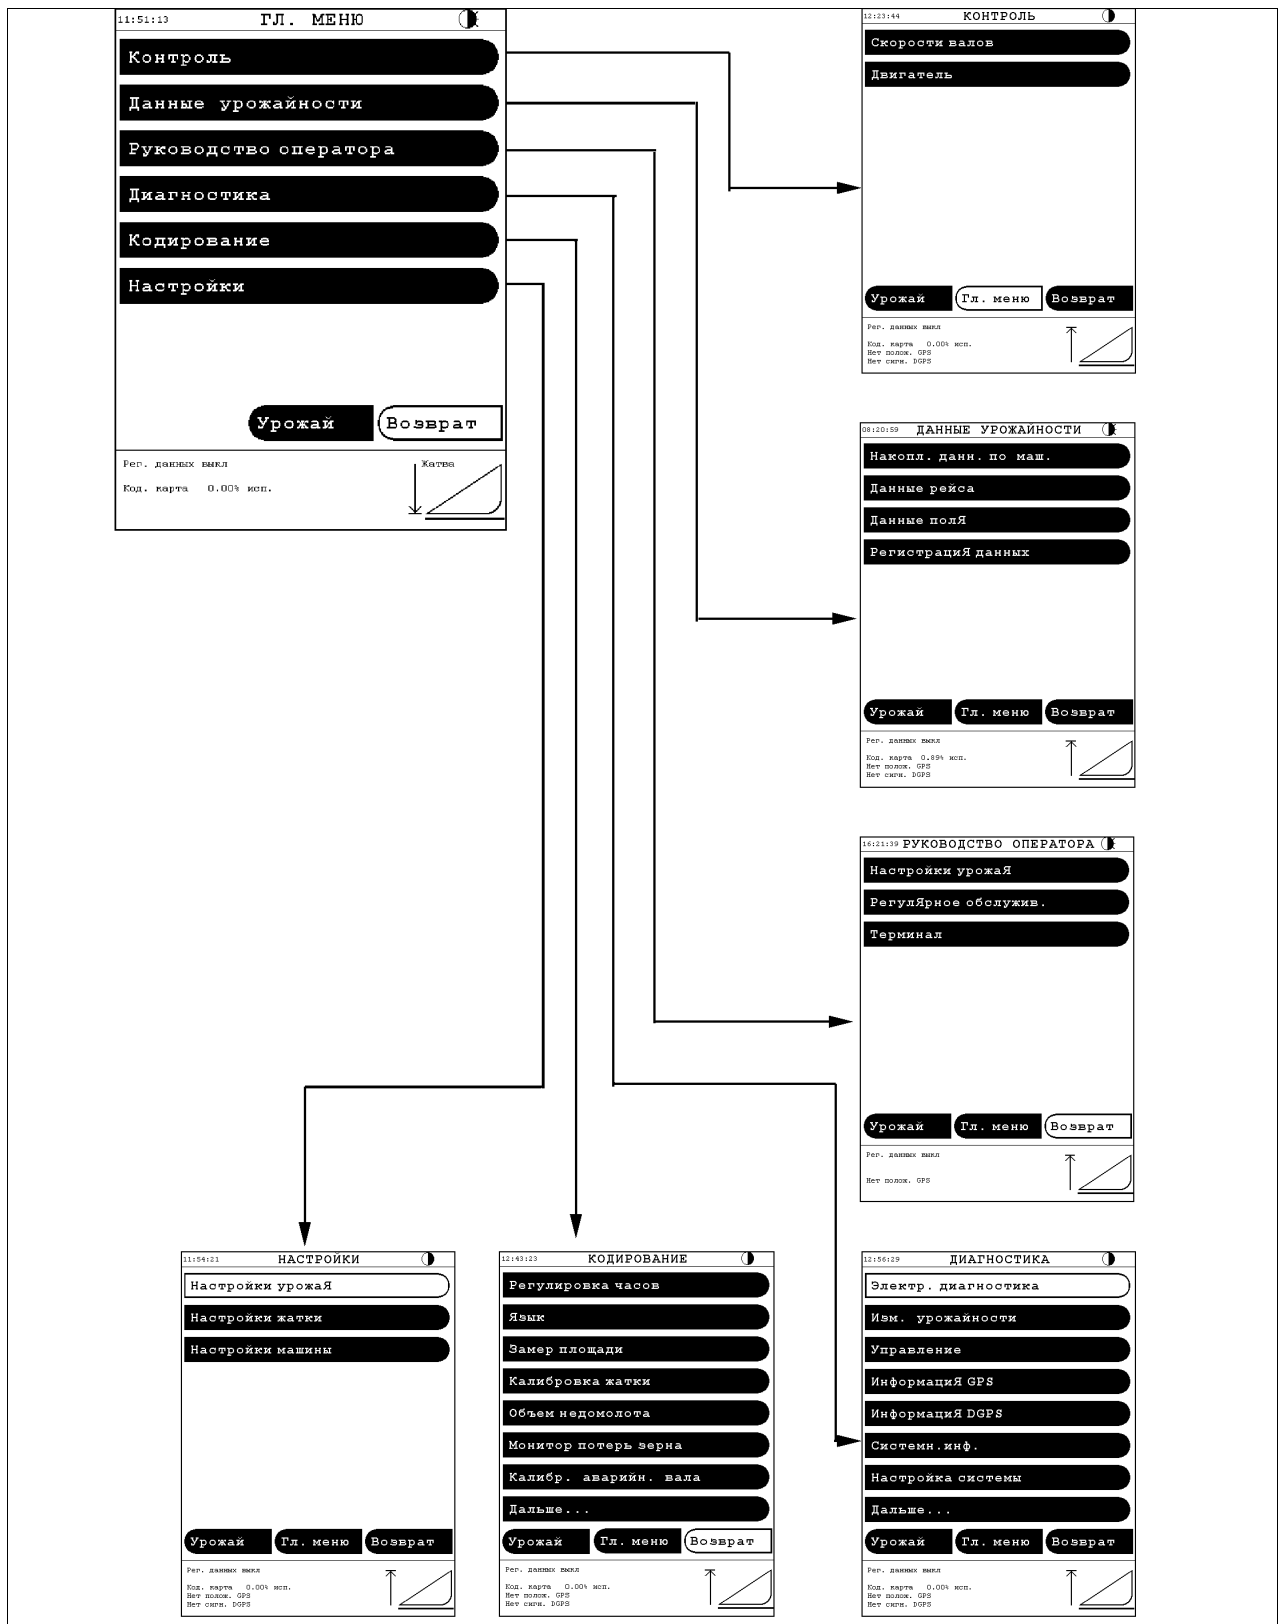 11:51:13 ГЛ. МЕНЮ
Контроль
Данные урожайности
Руководство оператора
Диагностика
Кодирование
Настройки
Урожай Возврат
Рег. данных выкл Жатва
Код. карта 0.00% исп.
12:23:44 КОНТРОЛЬ
Скорости валов
Двигатель
Урожай Гл. меню Возврат
Рег. данных выкл
Код. карта 0.00% исп.
Нет полож. GPS
Нет сигн. DGPS
08:20:59 ДАННЫЕ УРОЖАЙНОСТИ
Накопл. данн. по маш.
Данные рейса
Данные полЯ
РегистрациЯ данных
Урожай Гл. меню Возврат
Рег. данных выкл
Код. карта 0.89% исп.
Нет полож. GPS
Нет сигн. DGPS
16:21:39 РУКОВОДСТВО ОПЕРАТОРА
Настройки урожаЯ
РегулЯрное обслужив.
Терминал
Урожай Гл. меню Возврат
Рег. данных выкл
Нет полож. GPS
11:54:21 НАСТРОЙКИ
Настройки урожаЯ
Настройки жатки
Настройки машины
Урожай Гл. меню Возврат
Рег. данных выкл
Код. карта 0.00% исп.
Нет полож. GPS
Нет сигн. DGPS
12:43:23 КОДИРОВАНИЕ
Регулировка часов
Язык
Замер площади
Калибровка жатки
Объем недомолота
Монитор потерь зерна
Калибр. аварийн. вала
Дальше...
Урожай Гл. меню Возврат
Рег. данных выкл
Код. карта 0.00% исп.
Нет полож. GPS
Нет сигн. DGPS
12:56:29 ДИАГНОСТИКА
Электр. диагностика
Изм. урожайности
Управление
ИнформациЯ GPS
ИнформациЯ DGPS
Системн.инф.
Настройка системы
Дальше...
Урожай Гл. меню Возврат
Рег. данных выкл
Код. карта 0.00% исп.
Нет полож. GPS
Нет сигн. DGPS